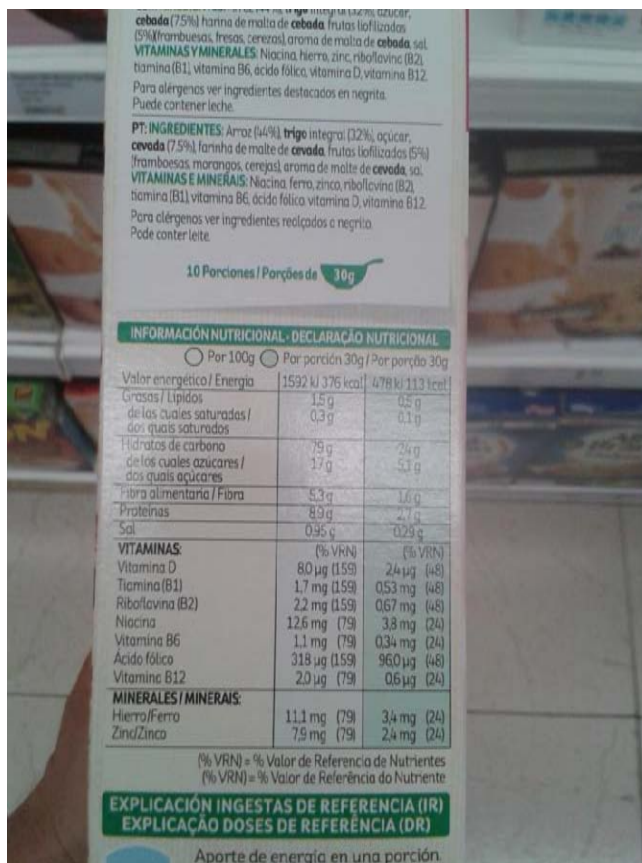 trigo integral (32%), azúcar,
cebada (7.5%) harina de malta de cebada, frutas liofilizadas
(5%)(frambuesas, fresas, cerezas), aroma de malta de cebada, sal.
VITAMINAS Y MINERALES: Niacina, hierro, zinc, riboflavina (B2),
tiamina (B1), vitamina B6, ácido fólico, vitamina D, vitamina B12.
Para alérgenos ver ingredientes destacados en negrita.
Puede contener leche.
PT: INGREDIENTES: Arroz (44%), trigo integral (32%), açúcar,
cevada (7.5%), farinha de malte de cevada, frutas liofilizadas (5%)
(framboesas, morangos, cerejas), aroma de malte de cevada, sal.
VITAMINAS E MINERAIS: Niacina, ferro, zinco, riboflavina (B2),
tiamina (B1), vitamina B6, ácido fólico, vitamina D, vitamina B12.
Para alérgenos ver ingredientes realçados a negrito.
Pode conter leite.
10 Porciones / Porções de 30g
INFORMACIÓN NUTRICIONAL - DECLARAÇÃO NUTRICIONAL
Por 100g Por porción 30g / Por porção 30g
Valor energético / Energia 1592 kJ 376 kcal 478 kJ 113 kcal
Grasas / Lípidos 1,5 g 0,5 g
de las cuales saturadas / 0,3 g 0,1 g
dos quais saturados
Hidratos de carbono 79 g 24 g
de los cuales azúcares / 17 g 5,1 g
dos quais açúcares
Fibra alimentaria / Fibra 5,3 g 1,6 g
Proteínas 8,9 g 2,7 g
Sal 0,95 g 0,29 g
VITAMINAS: (% VRN) (% VRN)
Vitamina D 8,0 µg (159) 2,4 µg (48)
Tiamina (B1) 1,7 mg (159) 0,53 mg (48)
Riboflavina (B2) 2,2 mg (159) 0,67 mg (48)
Niacina 12,6 mg (79) 3,8 mg (24)
Vitamina B6 1,1 mg (79) 0,34 mg (24)
Ácido fólico 318 µg (159) 96,0 µg (48)
Vitamina B12 2,0 µg (79) 0,6 µg (24)
MINERALES / MINERAIS:
Hierro/Ferro 11,1 mg (79) 3,4 mg (24)
Zinc/Zinco 7,9 mg (79) 2,4 mg (24)
(% VRN) = % Valor de Referencia de Nutrientes
(% VRN) = % Valor de Referência do Nutriente
EXPLICACIÓN INGESTAS DE REFERENCIA (IR)
EXPLICAÇÃO DOSES DE REFERÊNCIA (DR)
Aporte de energía en una porción.